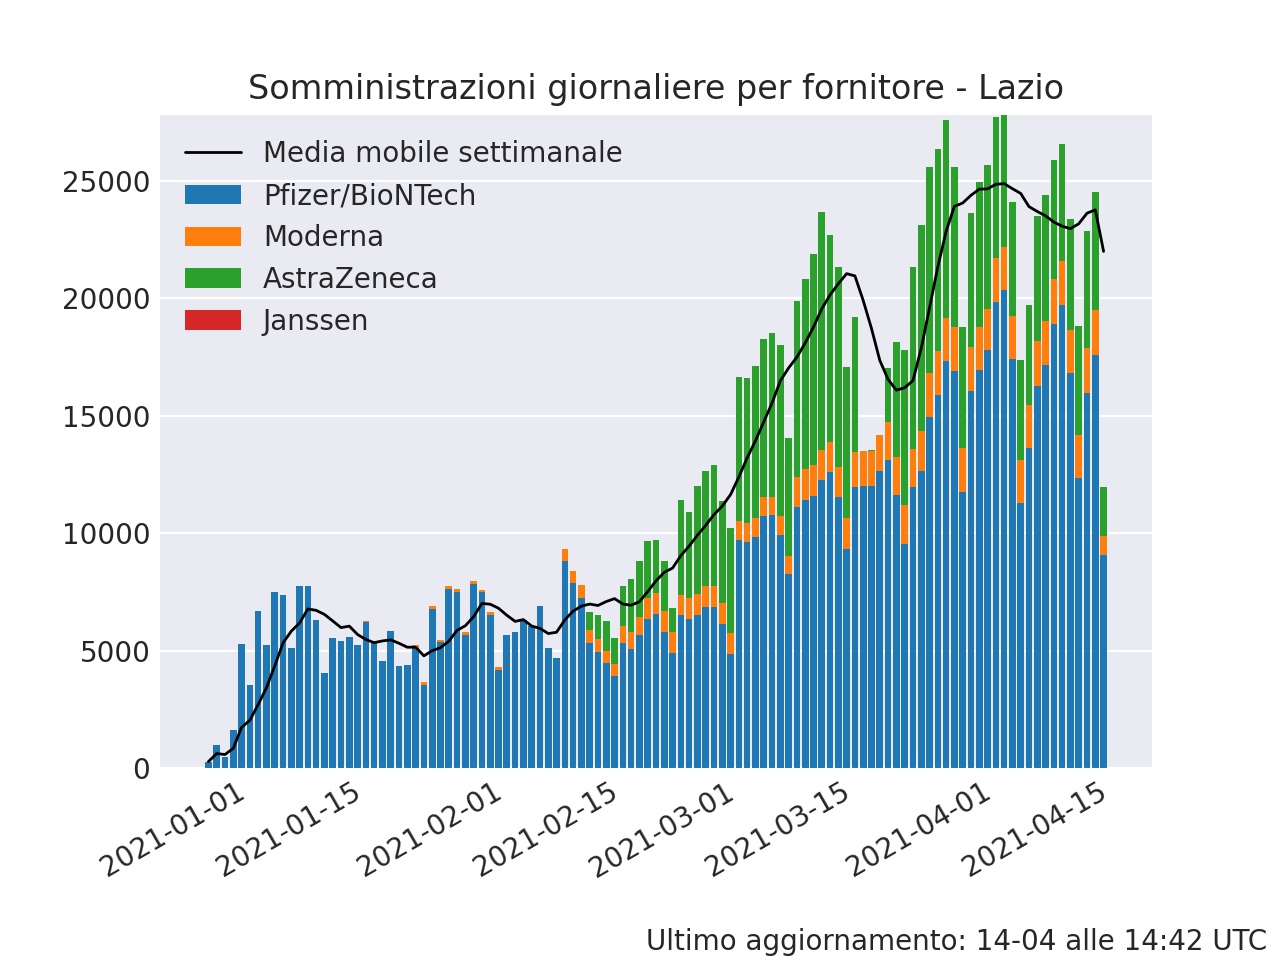 Somministrazioni giornaliere per fornitore - Lazio
Media mobile settimanale
Pfizer/BioNTech
Moderna
AstraZeneca
Janssen
25000
20000
15000
10000
5000
0
2021-01-01
2021-01-15
2021-02-01
2021-02-15
2021-03-01
2021-03-15
2021-04-01
2021-04-15
Ultimo aggiornamento: 14-04 alle 14:42 UTC